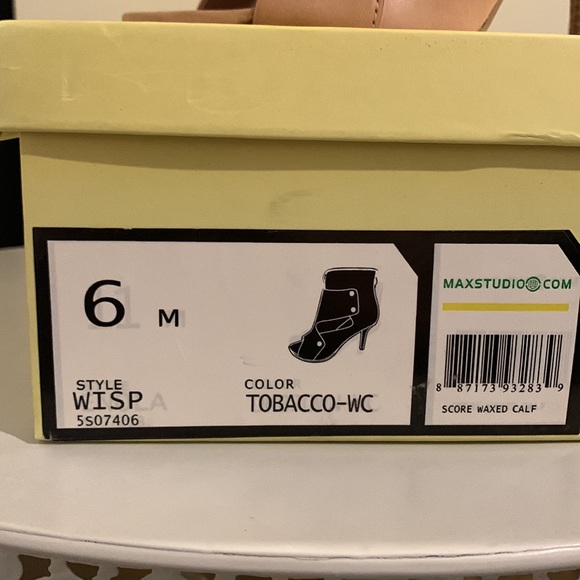 6 M
STYLE
WISP
5S07406
COLOR
TOBACCO-WC
MAXSTUDIO COM
8 87173 93283 9
SCORE WAXED CALF